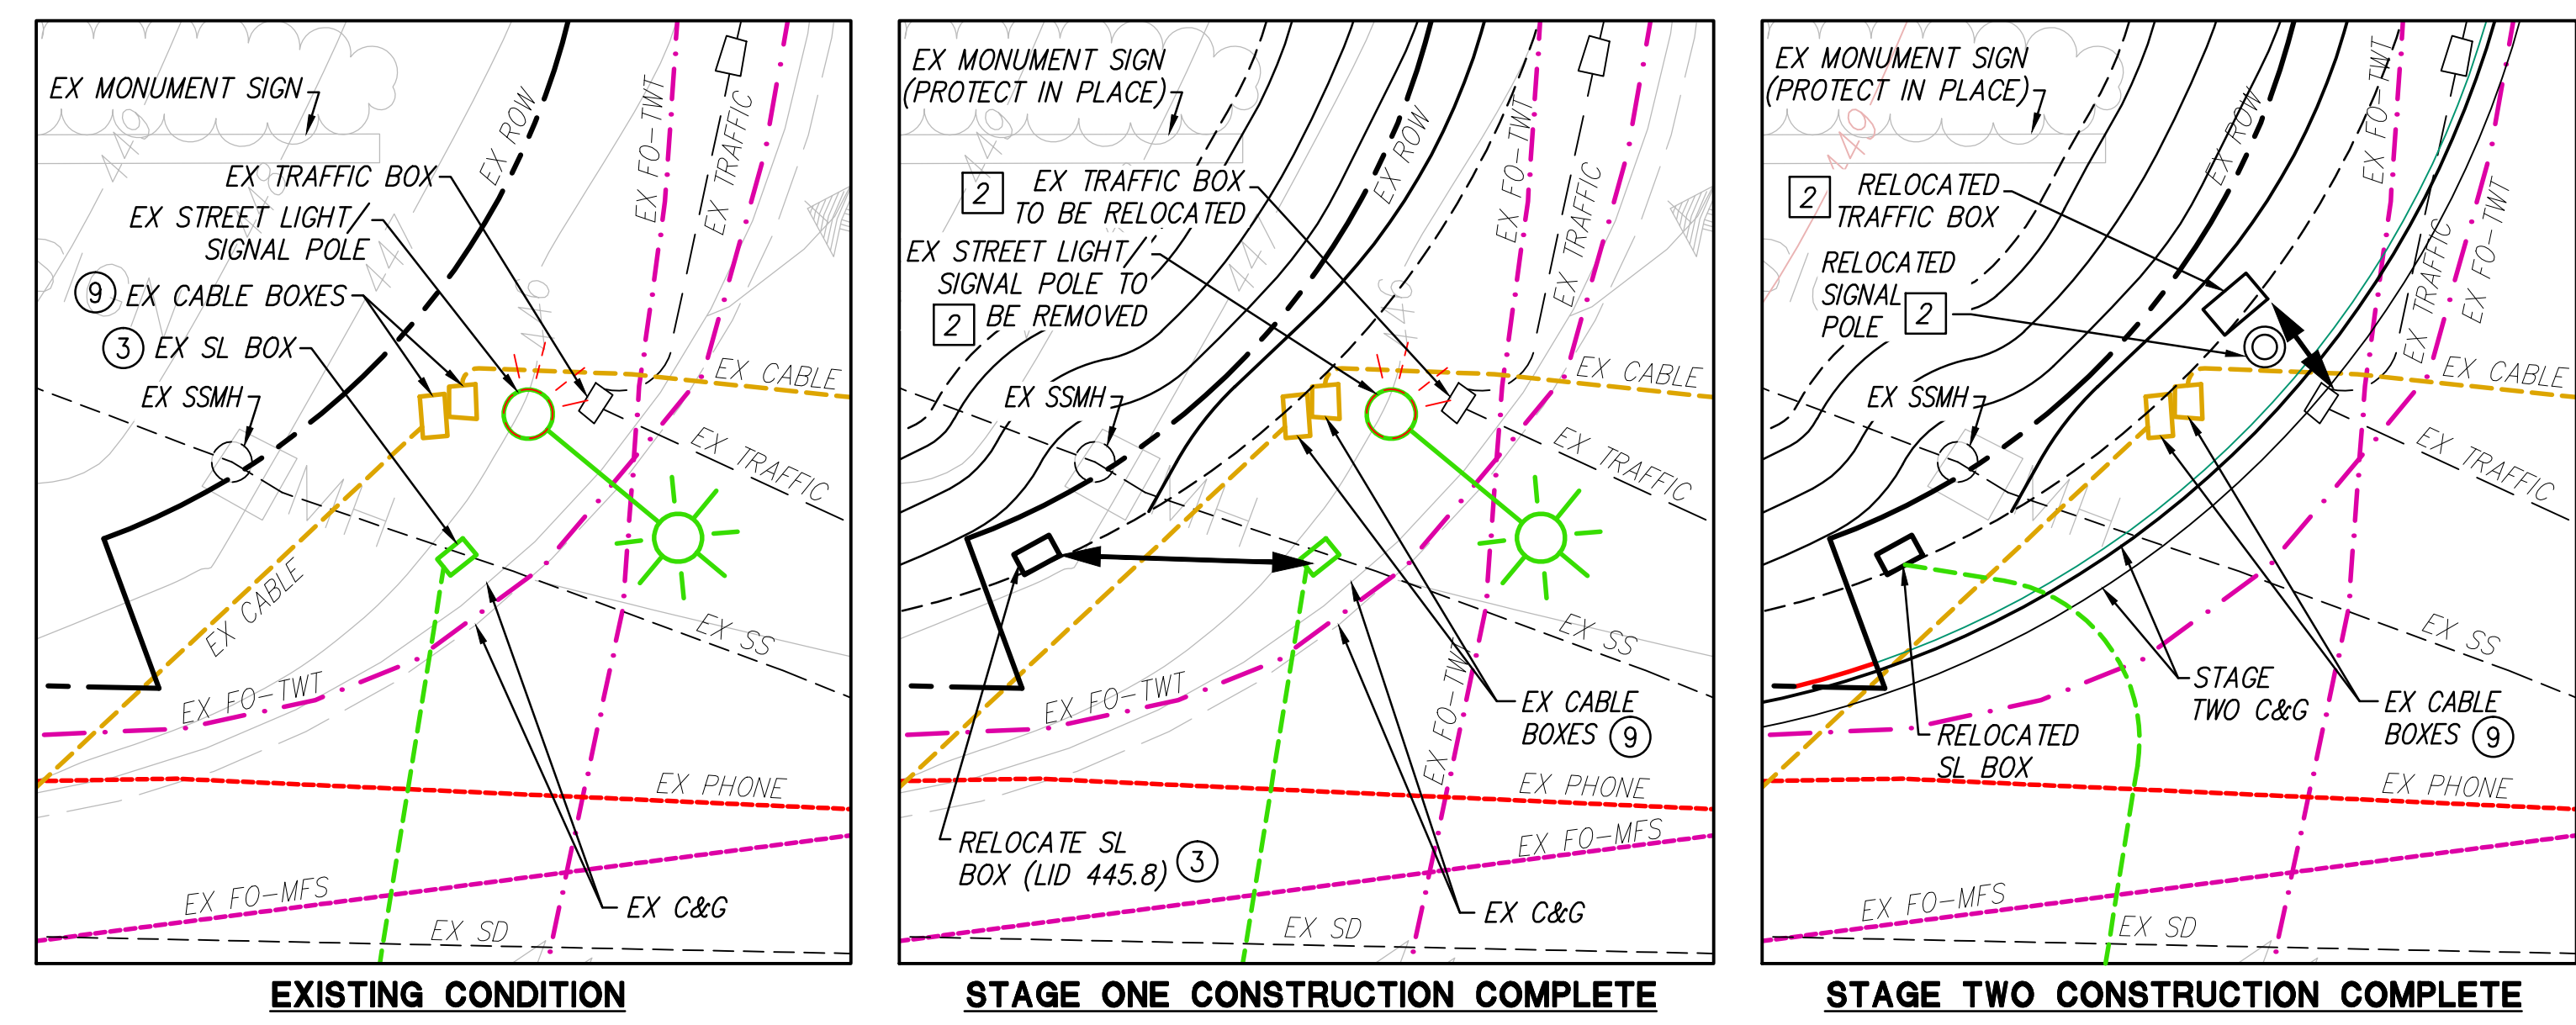 EX MONUMENT SIGN
449
EX ROW
EX FO-TWT
EX TRAFFIC
EX TRAFFIC BOX
EX STREET LIGHT/
SIGNAL POLE
9 EX CABLE BOXES
3 EX SL BOX
EX SSMH
EX CABLE
EX TRAFFIC
EX CABLE
EX SS
EX FO-TWT
EX PHONE
EX FO-MFS
EX C&G
EX SD
EXISTING CONDITION
EX MONUMENT SIGN
(PROTECT IN PLACE)
449
EX ROW
EX FO-TWT
EX TRAFFIC
2 EX TRAFFIC BOX
TO BE RELOCATED
EX STREET LIGHT/
SIGNAL POLE TO
2 BE REMOVED
EX SSMH
EX CABLE
EX TRAFFIC
EX SS
EX FO-TWT
EX FO-TWT
EX CABLE
BOXES 9
EX PHONE
EX FO-MFS
RELOCATE SL
BOX (LID 445.8) 3
EX C&G
EX SD
STAGE ONE CONSTRUCTION COMPLETE
EX MONUMENT SIGN
(PROTECT IN PLACE)
449
EX ROW
EX FO-TWT
EX FO-TWT
EX TRAFFIC
2 RELOCATED
TRAFFIC BOX
RELOCATED
SIGNAL
POLE 2
EX SSMH
EX CABLE
EX TRAFFIC
EX SS
STAGE
TWO C&G
EX CABLE
BOXES 9
RELOCATED
SL BOX
EX PHONE
EX FO-MFS
EX SD
STAGE TWO CONSTRUCTION COMPLETE